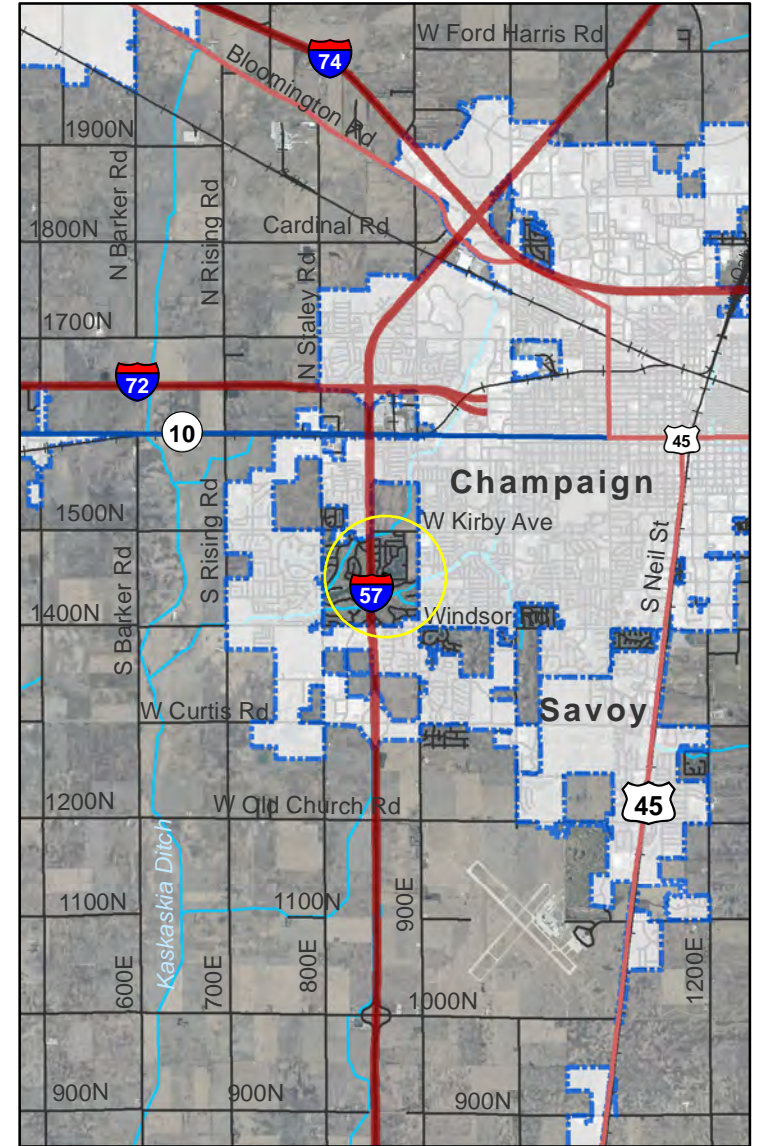 W Ford Harris Rd
74
Bloomington Rd
1900N
N Barker Rd
N Rising Rd
1800N
Cardinal Rd
N Staley Rd
1700N
72
10
45
Champaign
1500N
W Kirby Ave
S Rising Rd
S Neil St
57
1400N
Windsor
S Barker Rd
W Curtis Rd
Savoy
45
1200N
W Old Church Rd
Kaskaskia Ditch
1100N
1100N
900E
600E
700E
800E
1200E
1000N
900N
900N
900N